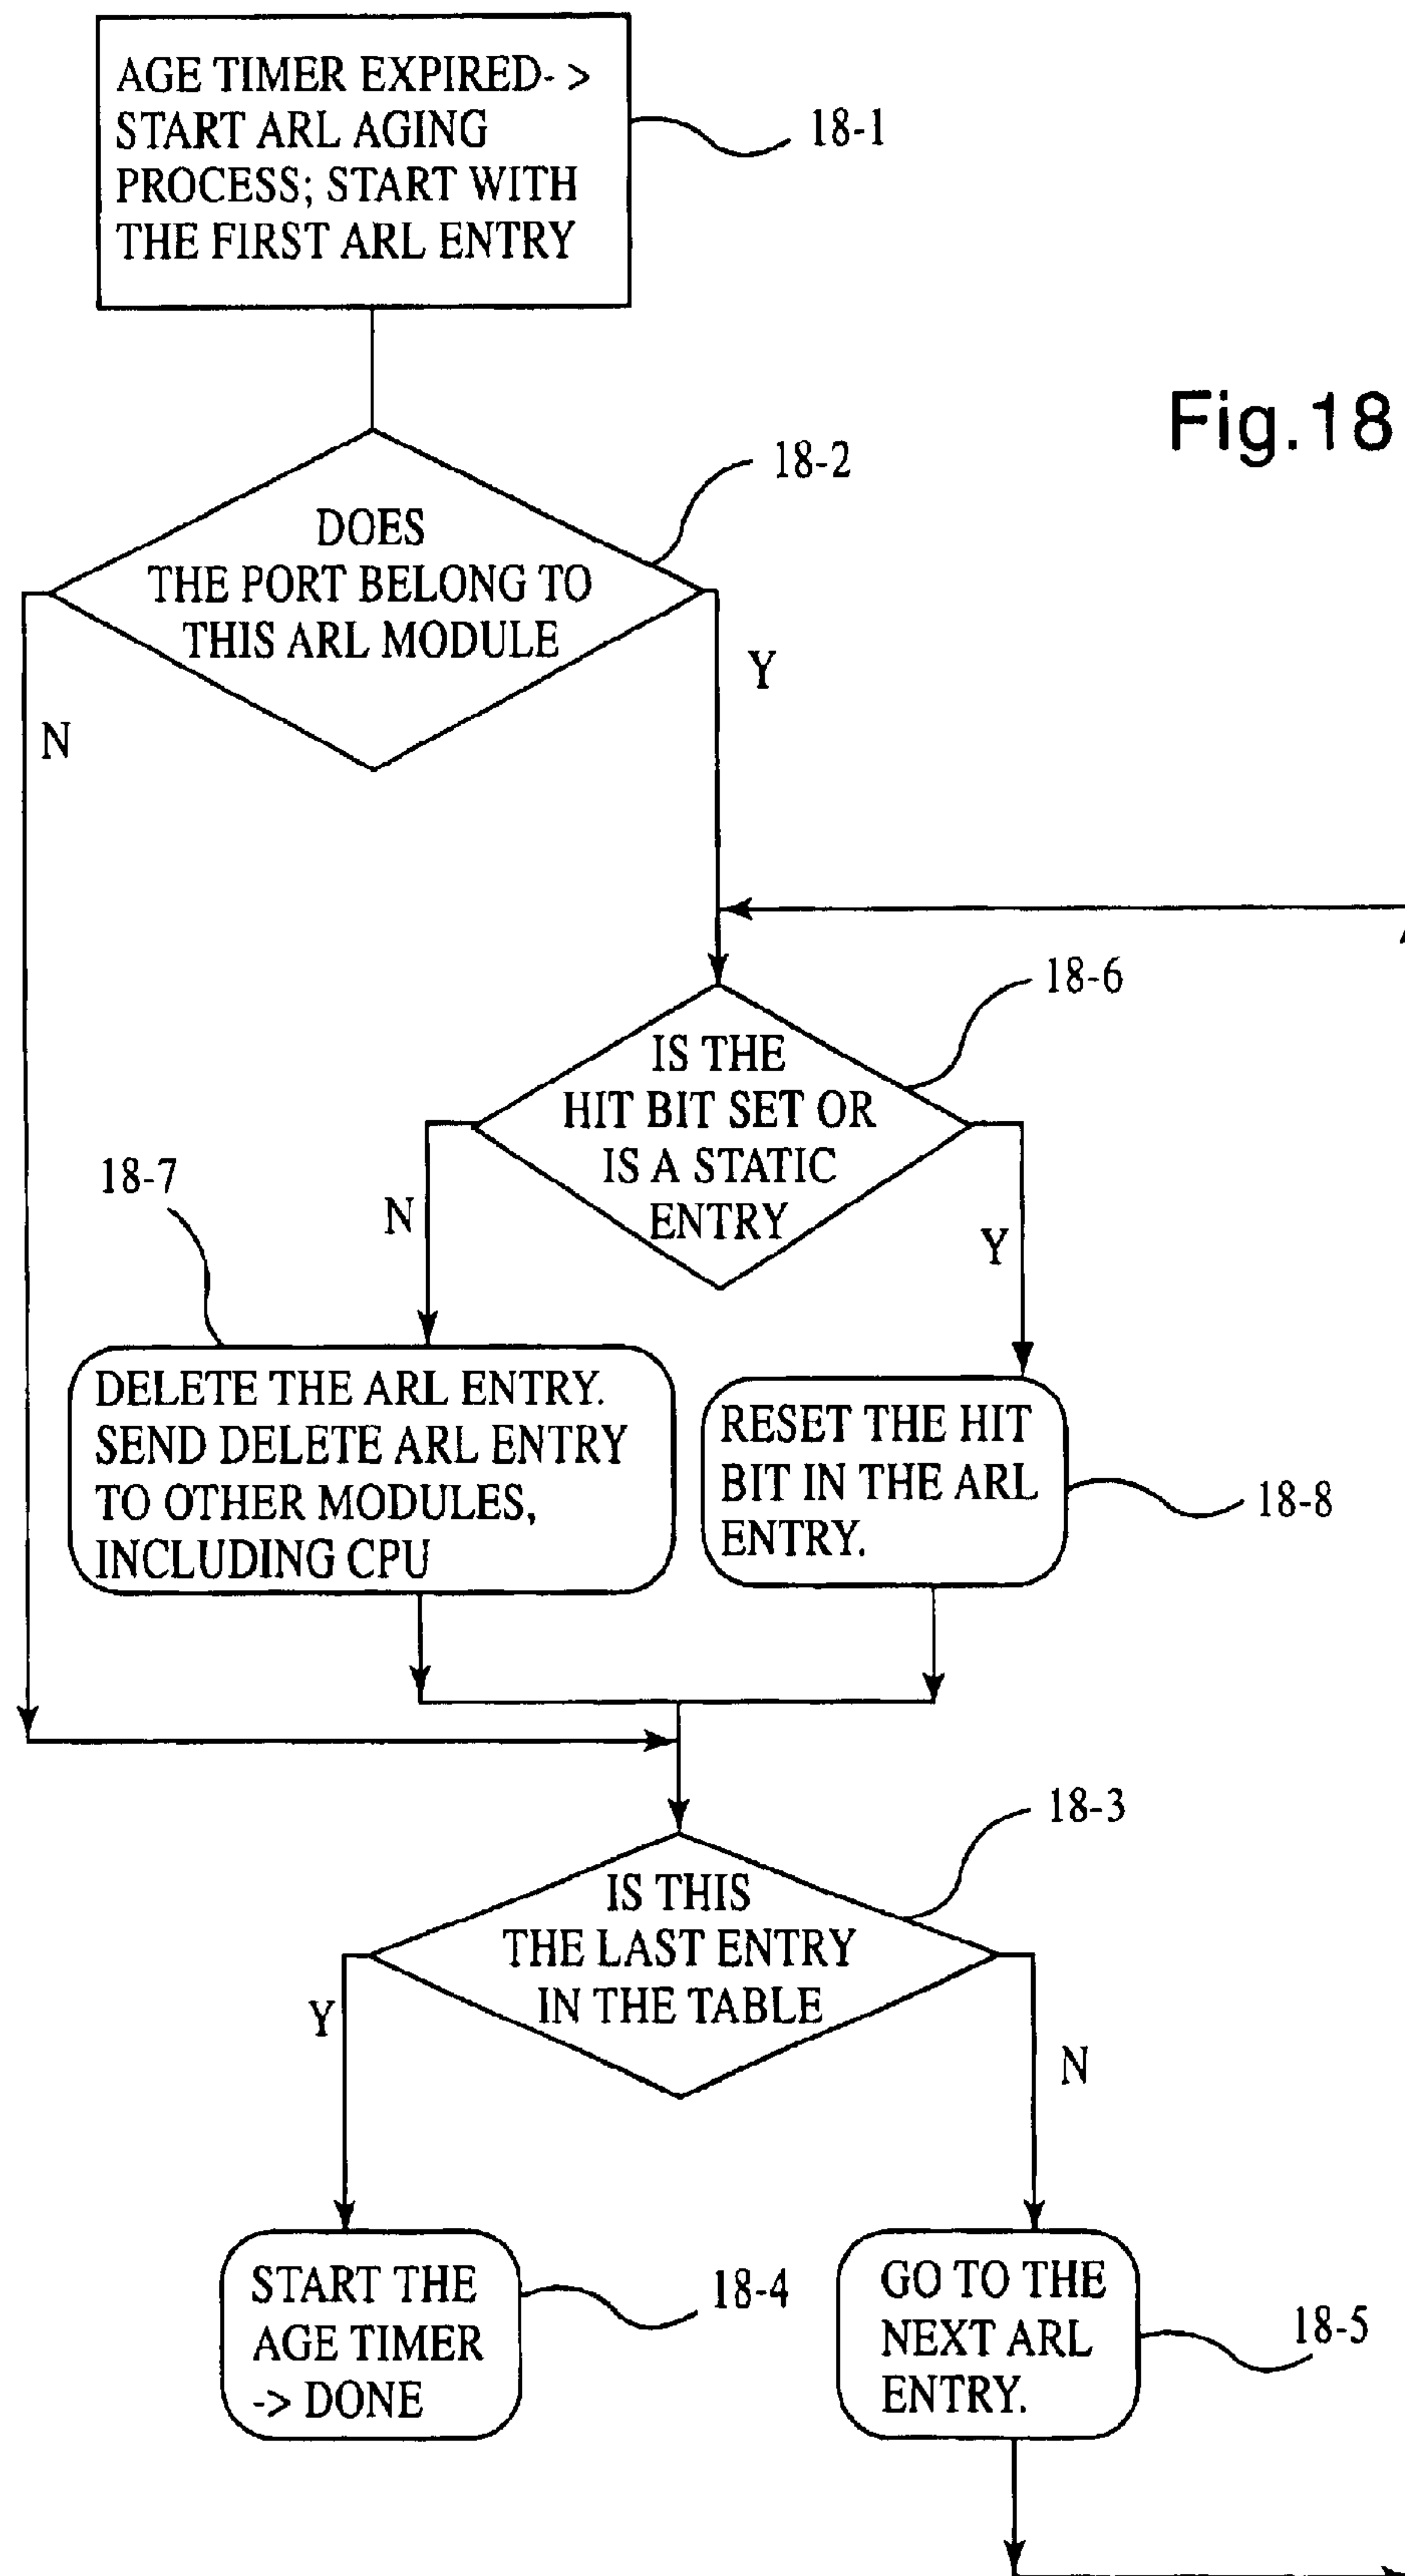 AGE TIMER EXPIRED- >
START ARL AGING
PROCESS; START WITH
THE FIRST ARL ENTRY
18-1
Fig.18
18-2
DOES
THE PORT BELONG TO
THIS ARL MODULE
Y
N
18-6
IS THE
HIT BIT SET OR
IS A STATIC
ENTRY
18-7
N
Y
DELETE THE ARL ENTRY.
SEND DELETE ARL ENTRY
TO OTHER MODULES,
INCLUDING CPU
RESET THE HIT
BIT IN THE ARL
ENTRY.
18-8
18-3
IS THIS
THE LAST ENTRY
IN THE TABLE
Y
N
START THE
AGE TIMER
-> DONE
18-4
GO TO THE
NEXT ARL
ENTRY.
18-5